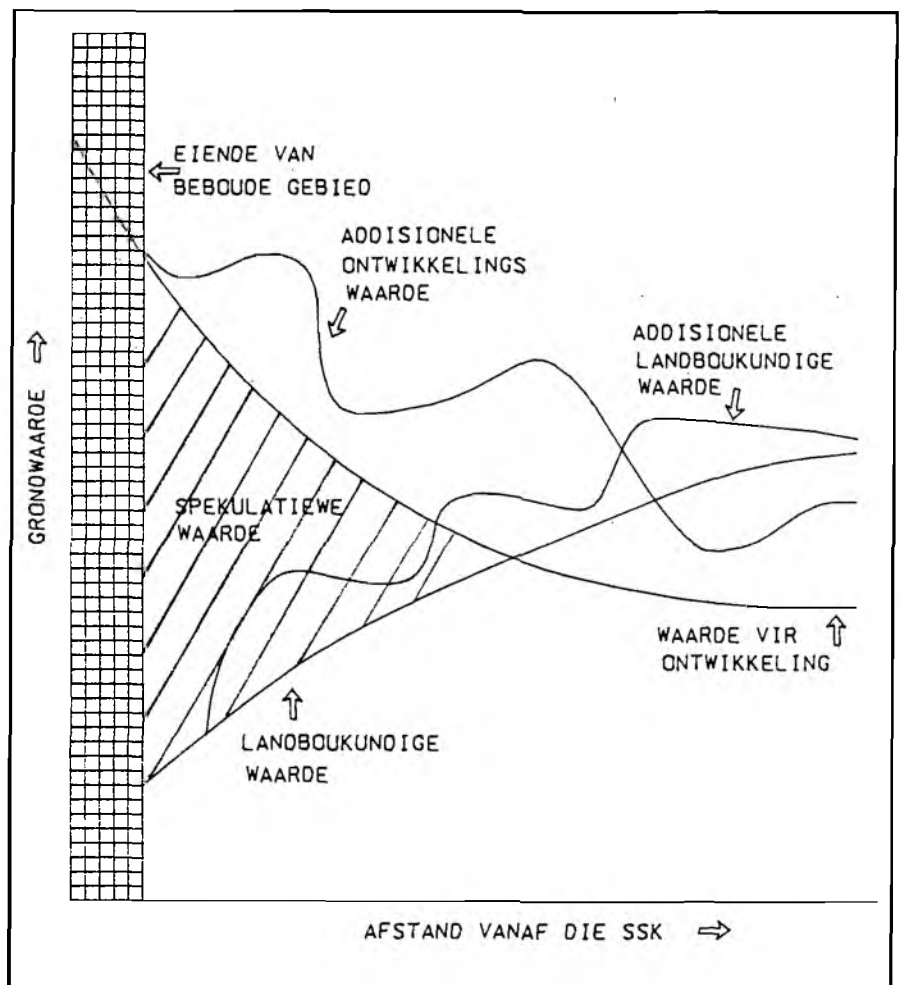 EIENDE VAN
BEBOUDE GEBIED
ADDISIONELE
ONTWIKKELINGS
WAARDE
ADDISIONELE
LANDBOUKUNDIGE
WAARDE
GRONDWAARDE
SPEKULATIEWE
WAARDE
WAARDE VIR
ONTWIKKELING
LANDBOUKUNDIGE
WAARDE
AFSTAND VANAF DIE SSK